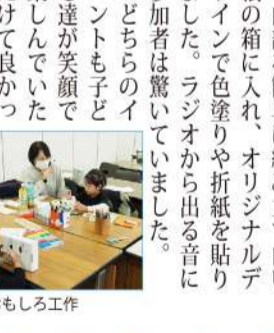 の箱に入れ、オリジナルデ
インで色塗りや折紙を貼り
した。ラジオから出る音に
加者は驚いていました。
どちらのイ
ントも子ど
達が笑顔で
しんでいた
けて良かっ
もしろ工作